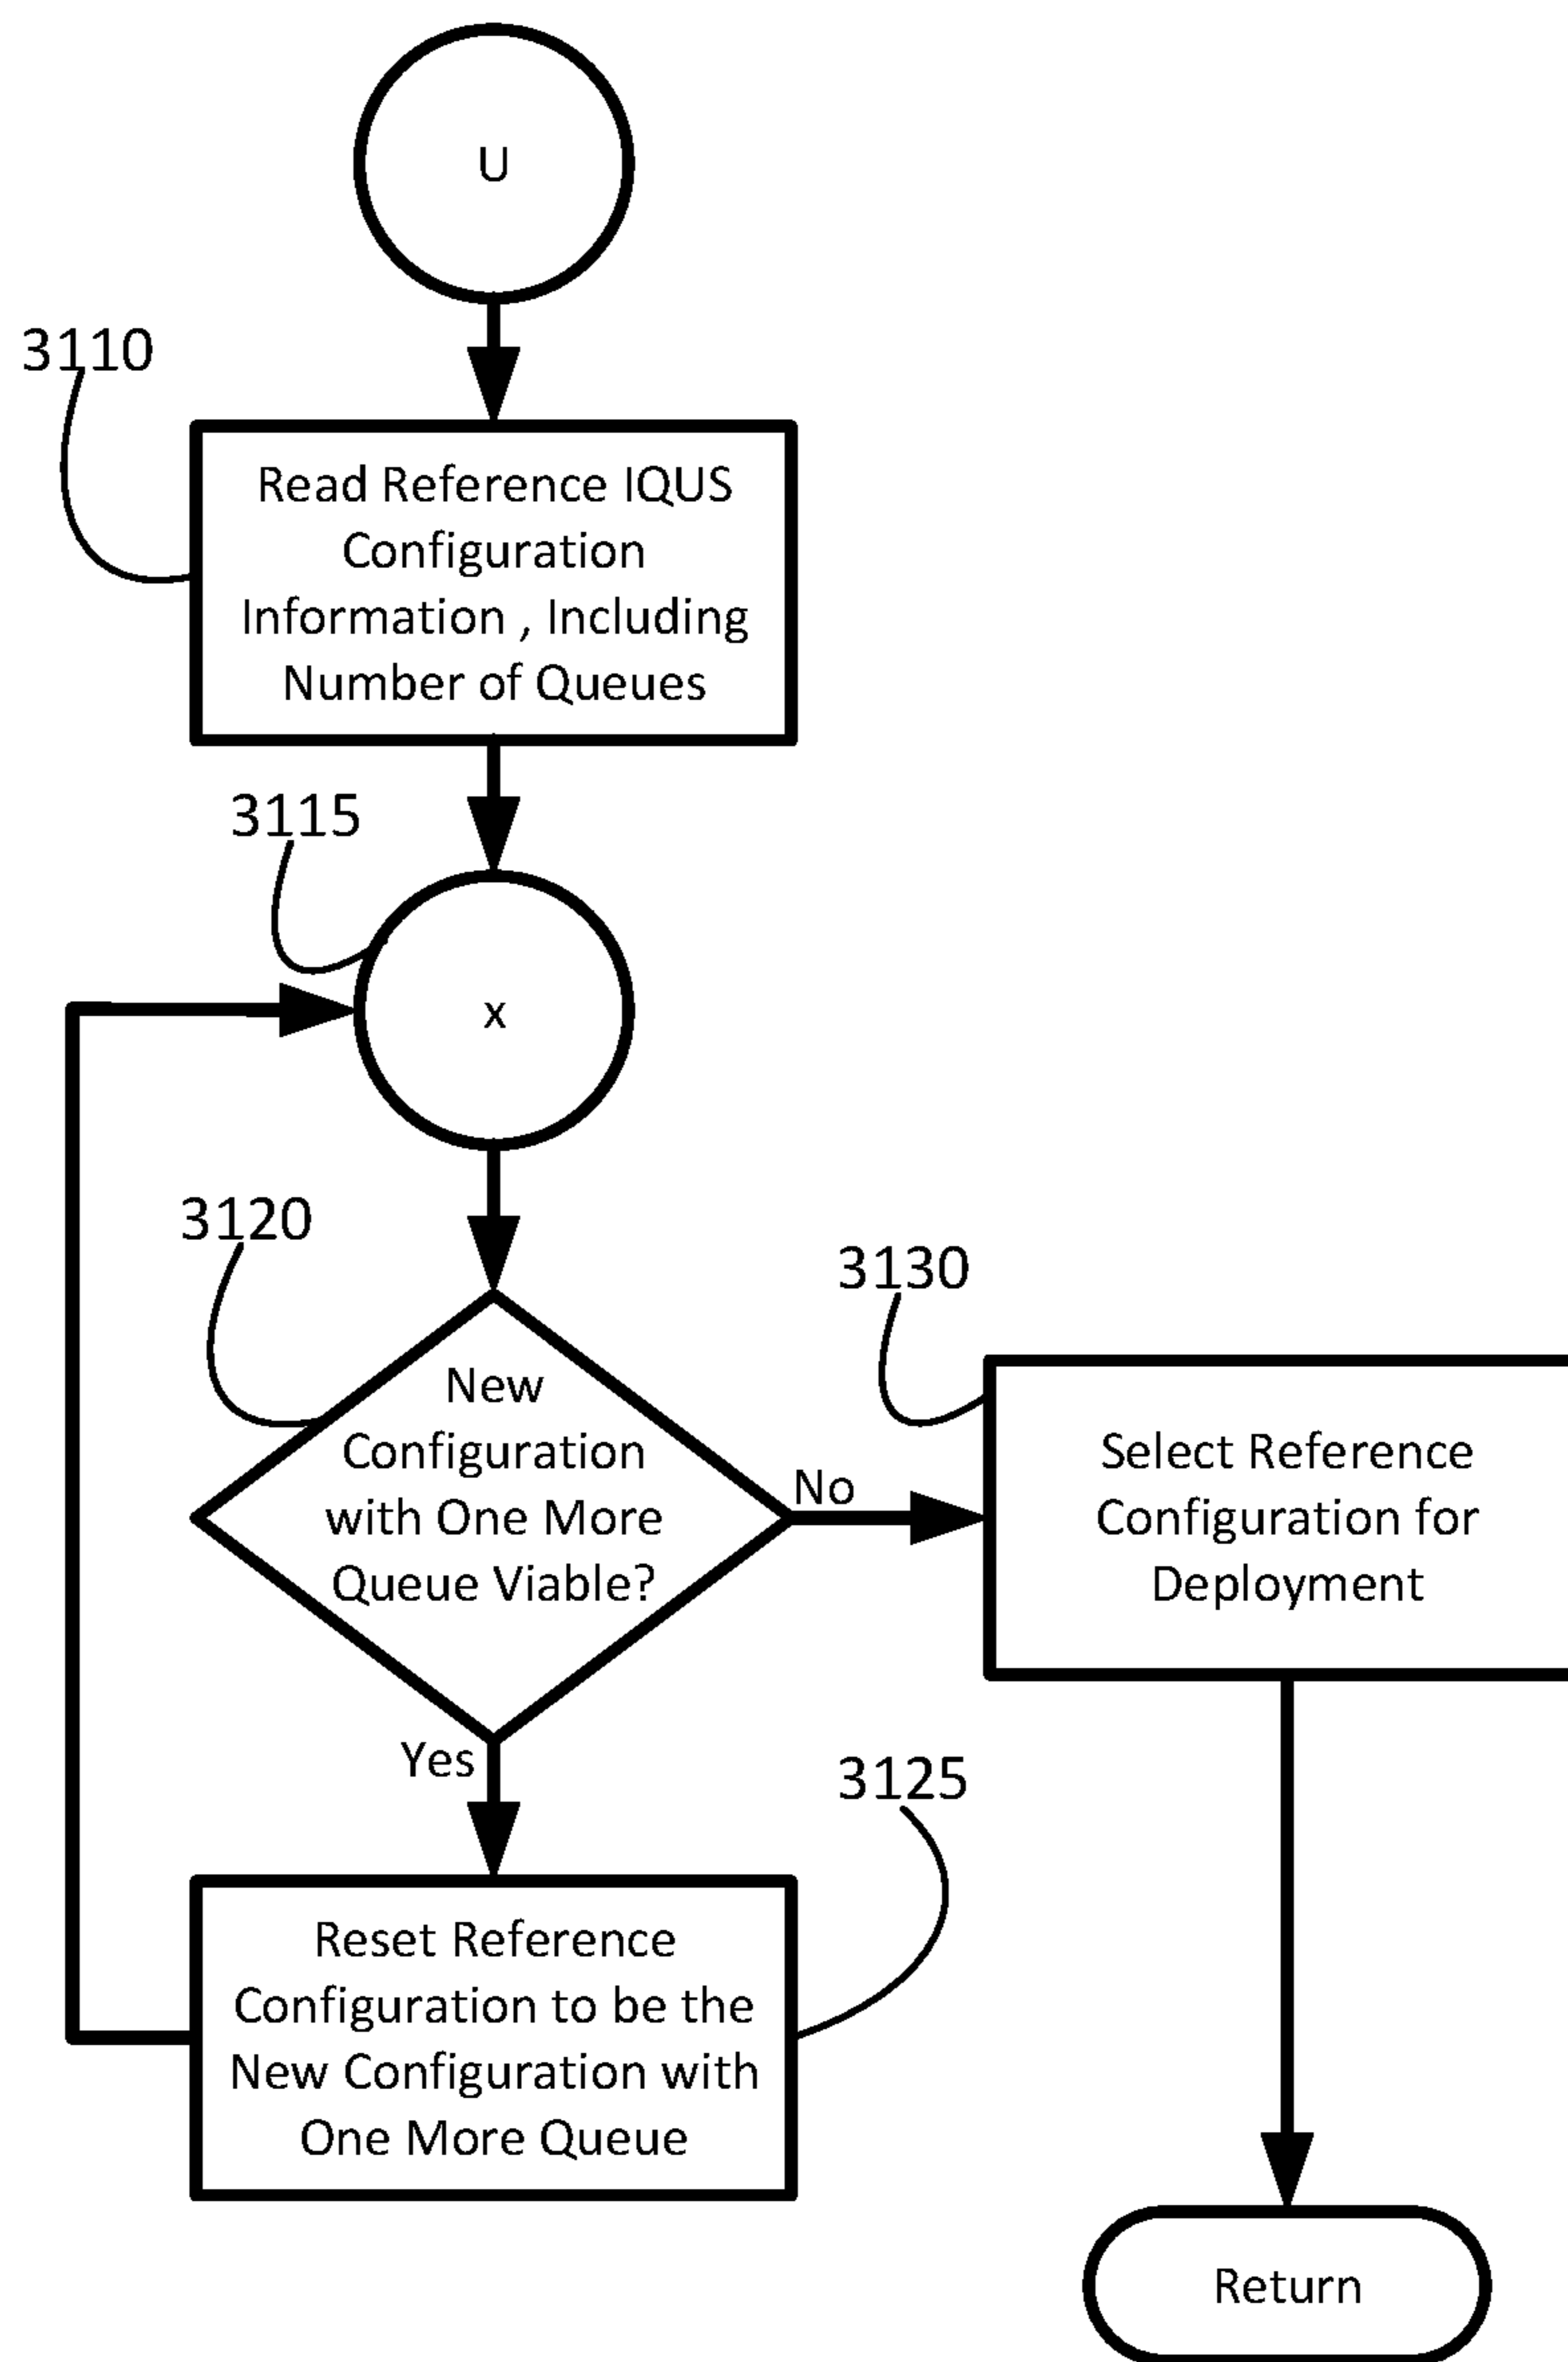 U
3110
Read Reference IQUS
Configuration
Information , Including
Number of Queues
3115
x
3120
New
Configuration
with One More
Queue Viable?
No
3130
Select Reference
Configuration for
Deployment
Yes
3125
Reset Reference
Configuration to be the
New Configuration with
One More Queue
Return